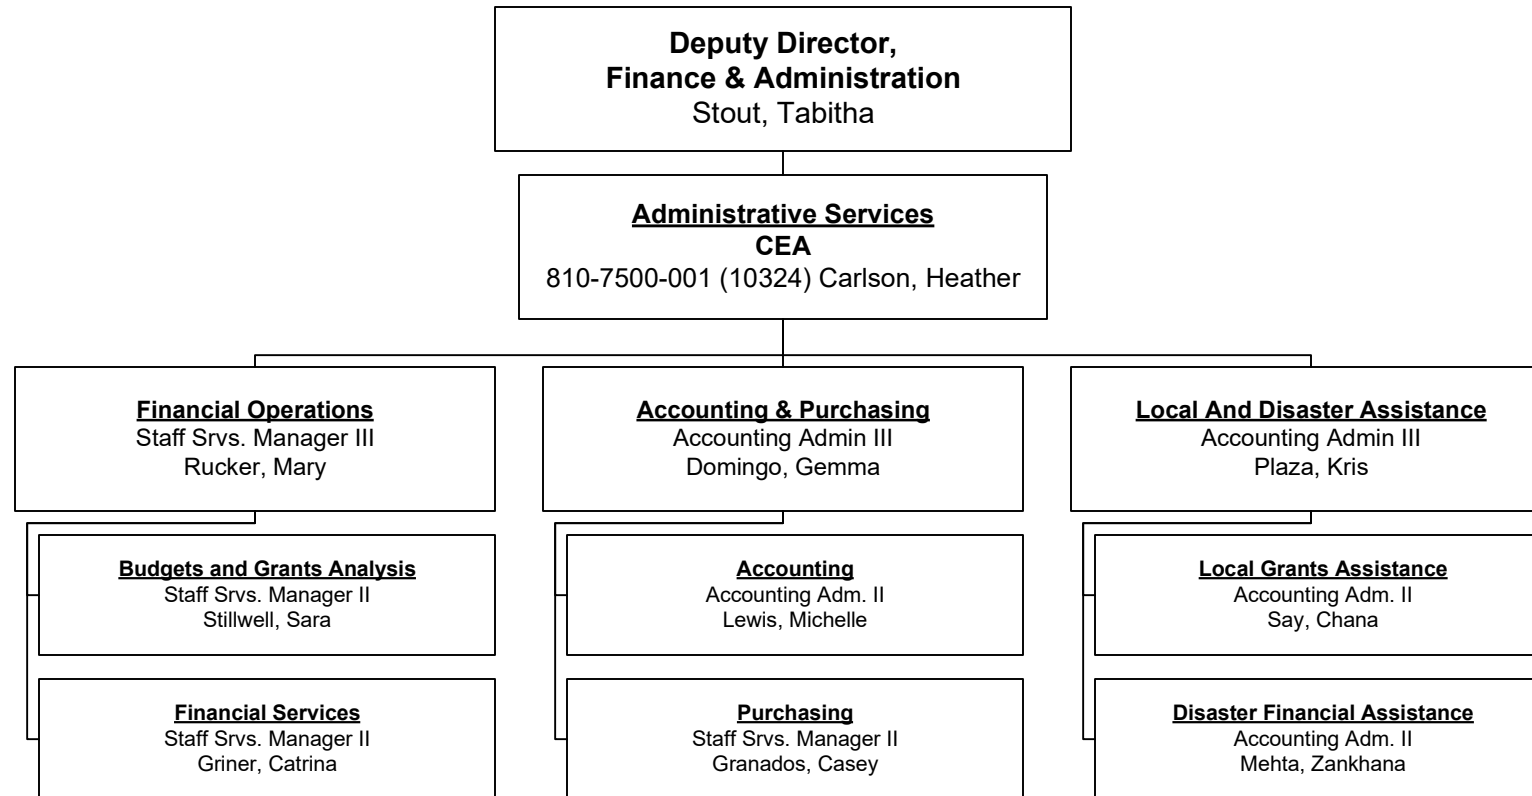 Deputy Director,
Finance & Administration
Stout, Tabitha
Administrative Services
CEA
810-7500-001 (10324) Carlson, Heather
Financial Operations
Staff Srvs. Manager III
Rucker, Mary
Accounting & Purchasing
Accounting Admin III
Domingo, Gemma
Local And Disaster Assistance
Accounting Admin III
Plaza, Kris
Budgets and Grants Analysis
Staff Srvs. Manager II
Stillwell, Sara
Accounting
Accounting Adm. II
Lewis, Michelle
Local Grants Assistance
Accounting Adm. II
Say, Chana
Financial Services
Staff Srvs. Manager II
Griner, Catrina
Purchasing
Staff Srvs. Manager II
Granados, Casey
Disaster Financial Assistance
Accounting Adm. II
Mehta, Zankhana